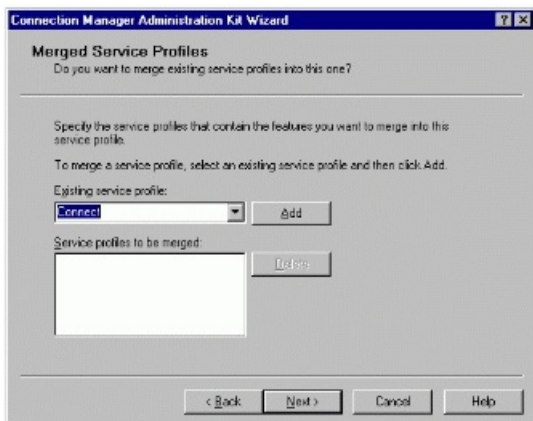 Connection Manager Administration Kit Wizard
Merged Service Profiles
Do you want to merge existing service profiles into this one?
Specify the service profiles that contain the features you want to merge into this
service profile.
To merge a service profile, select an existing service profile and then click Add.
Existing service profile:
Connect
Add
Service profiles to be merged:
Delete
< Back
Next >
Cancel
Help